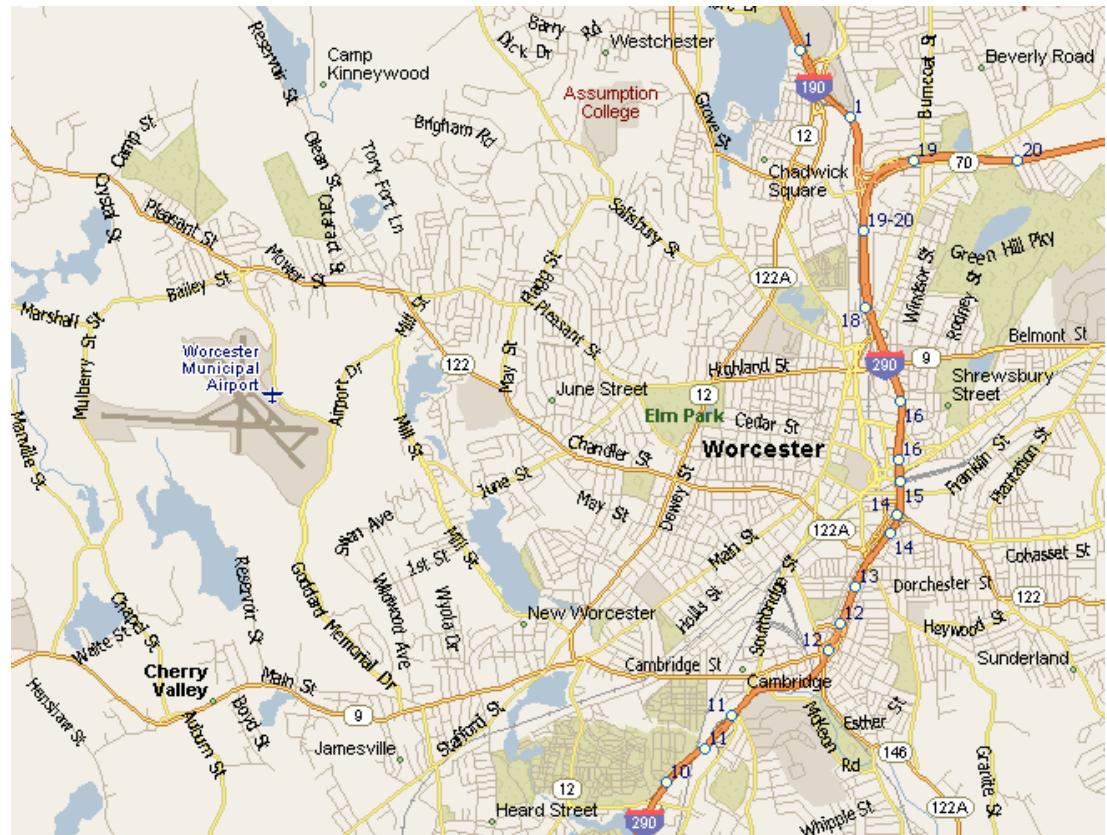 Barry Rd
Dick Dr
Westchester
1
Burncoat St
Beverly Road
Reservoir St
Camp
Kinneywood
190
Assumption
College
1
Grove St
12
Brigham Rd
Camp St
19
70
20
Chadwick
Square
Olean St
Tory Fort Ln
Crystal St
Pleasant St
Cataract St
Salisbury St
19-20
Mower St
Flagg St
Green Hill Pky
Windsor St
Rodney St
122A
Bailey St
Marshall St
Mill St
Pleasant St
18
Belmont St
Worcester
Municipal
Airport
122
May St
Highland St
9
290
Airport Dr
Mulberry St
June Street
12
Shrewsbury
Street
16
Elm Park
Cedar St
Manville St
Mill St
Chandler St
Worcester
16
Franklin St
Plantation St
June St
15
May St
Dewey St
14
Swan Ave
122A
14
Main St
Cohasset St
1st St
Mill St
Reservoir St
Goddard Memorial Dr
Wildwood Ave
Wyola Dr
13
Dorchester St
122
Hollis St
Southbridge St
New Worcester
12
Heywood St
Chapel St
Waite St
12
Sunderland
Cambridge St
Cherry
Valley
Main St
Cambridge
Henshaw St
9
Boyd St
Auburn St
Stafford St
11
McKeon Rd
Esther St
Jamesville
11
146
Granite St
10
12
Heard Street
290
Whipple St
122A